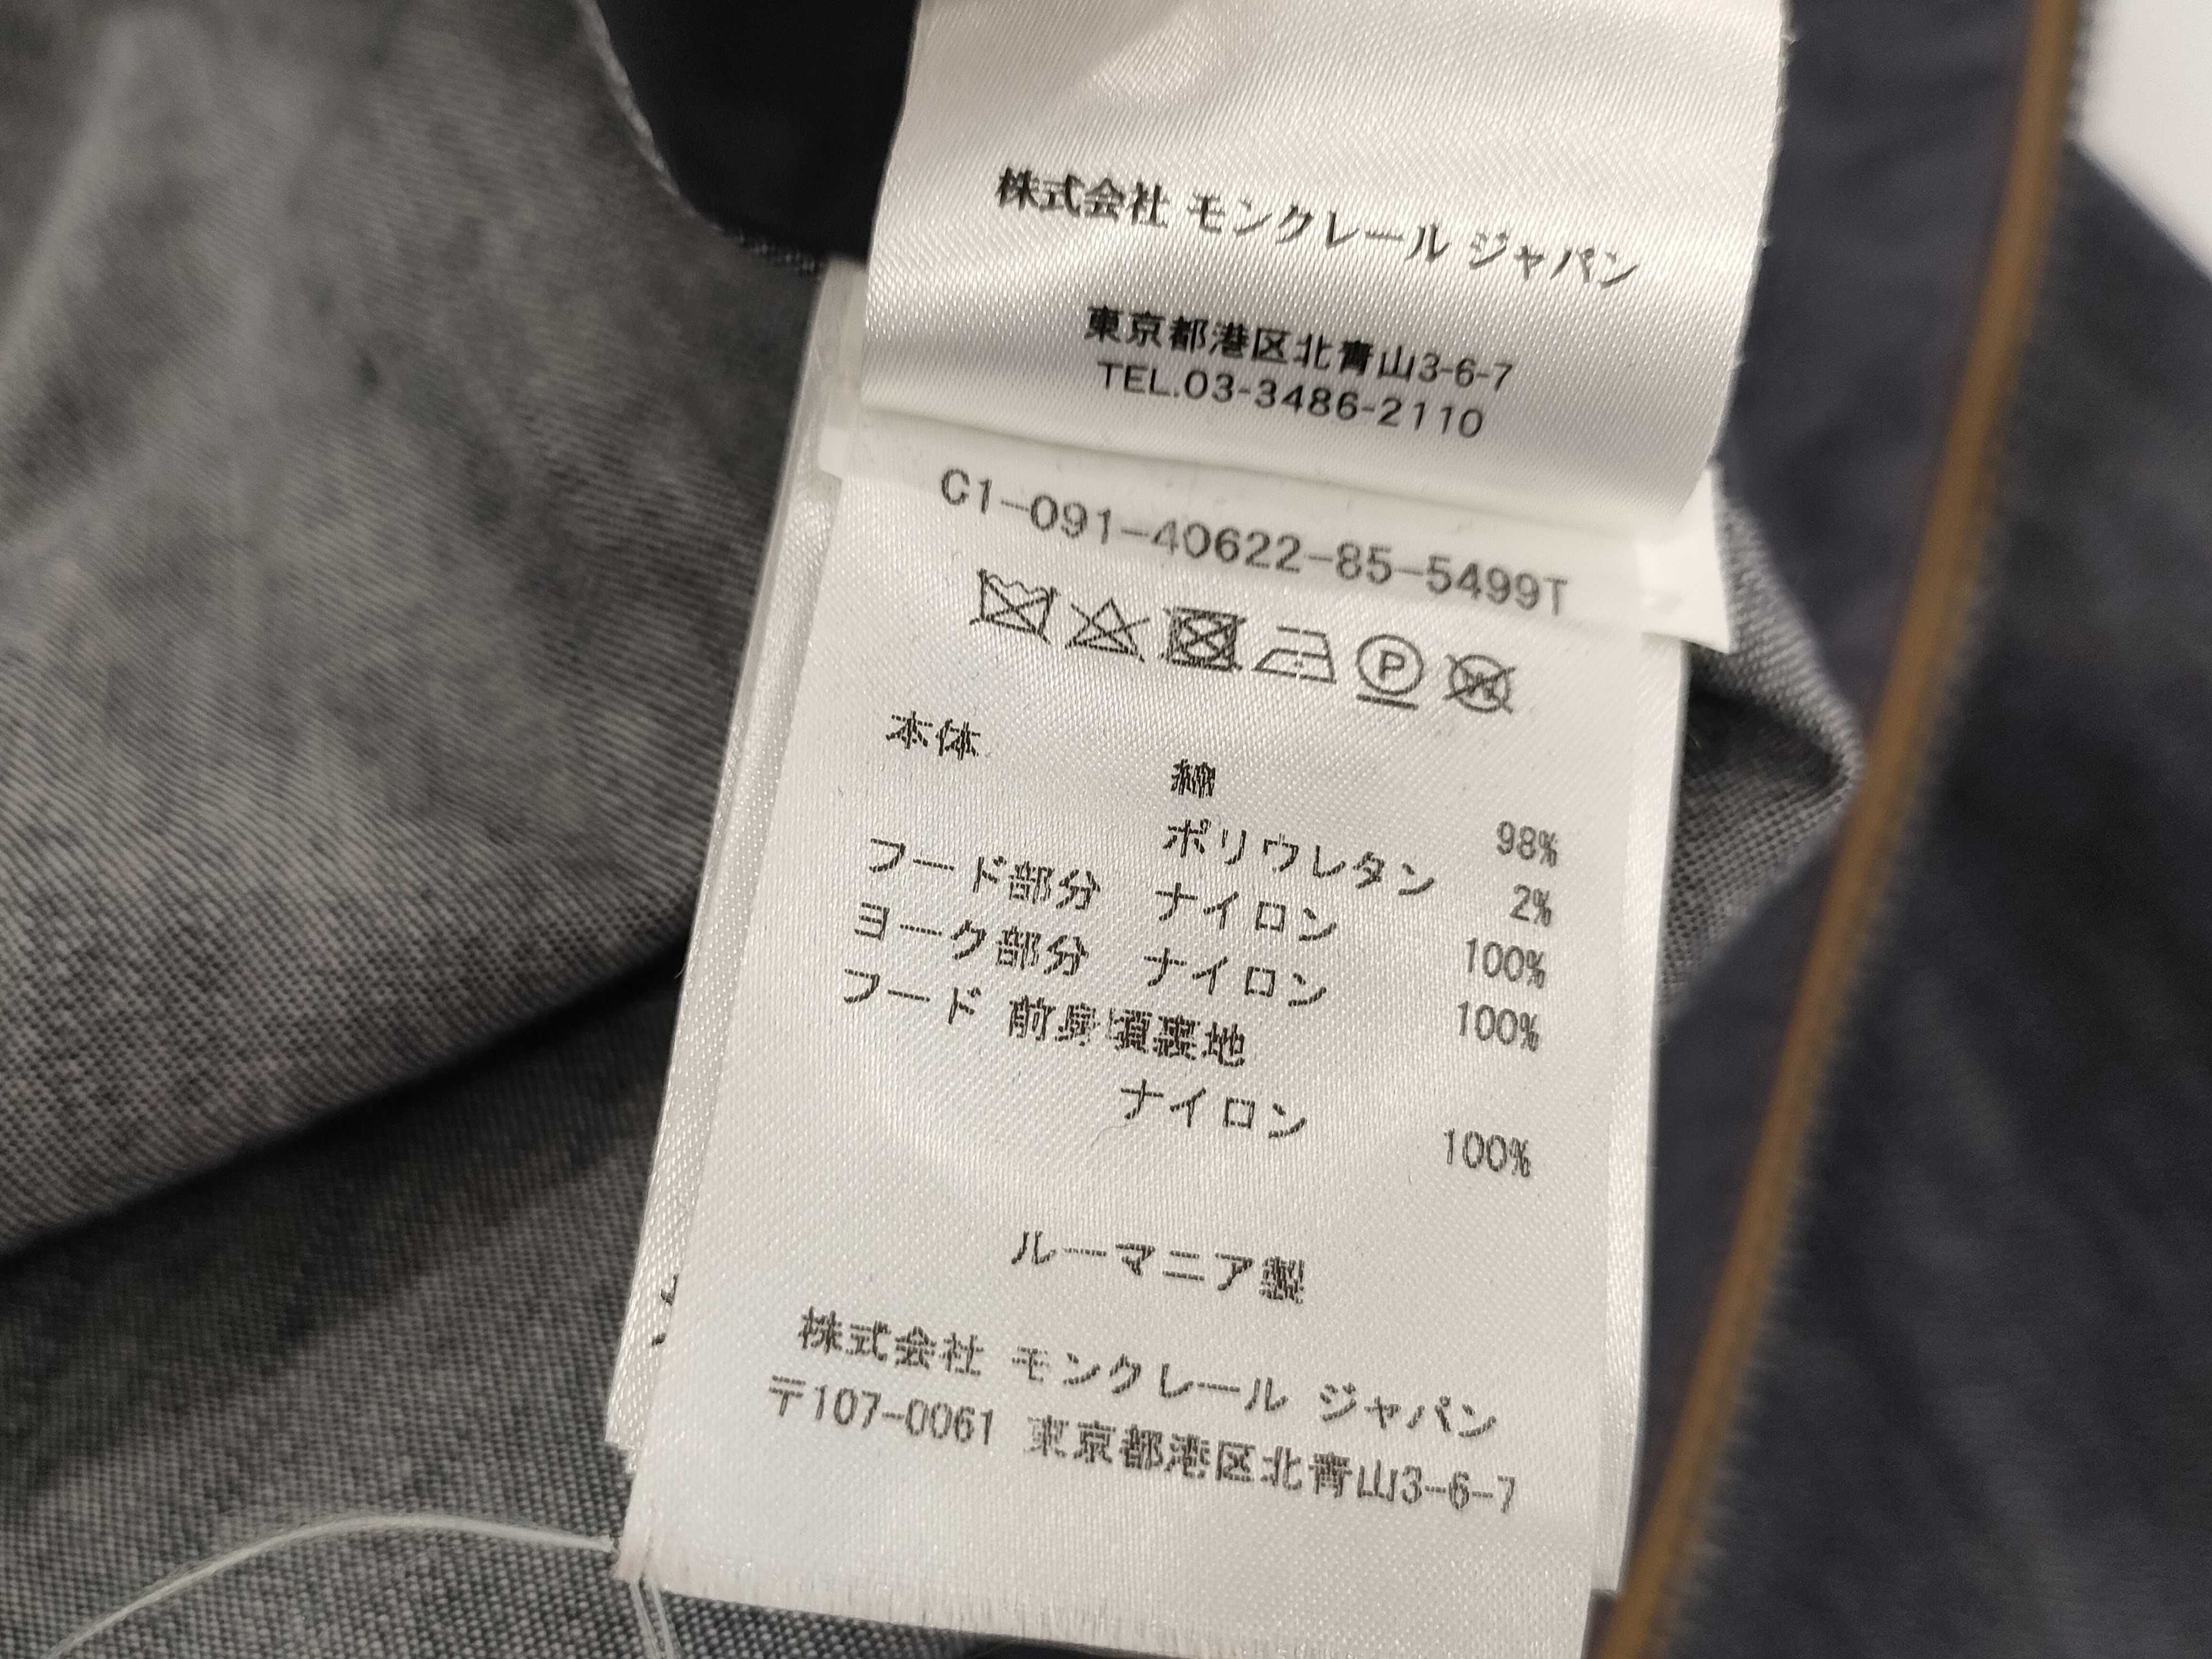 株式会社 モンクレール ジャパン
東京都港区北青山3-6-7
TEL.03-3486-2110
C1-091-40622-85-5499T
P W
本体
綿 98%
ポリウレタン 2%
フード部分 ナイロン 100%
ヨーク部分 ナイロン 100%
フード 前身頃裏地
ナイロン 100%
ルーマニア製
株式会社 モンクレール ジャパン
〒107-0061 東京都港区北青山3-6-7